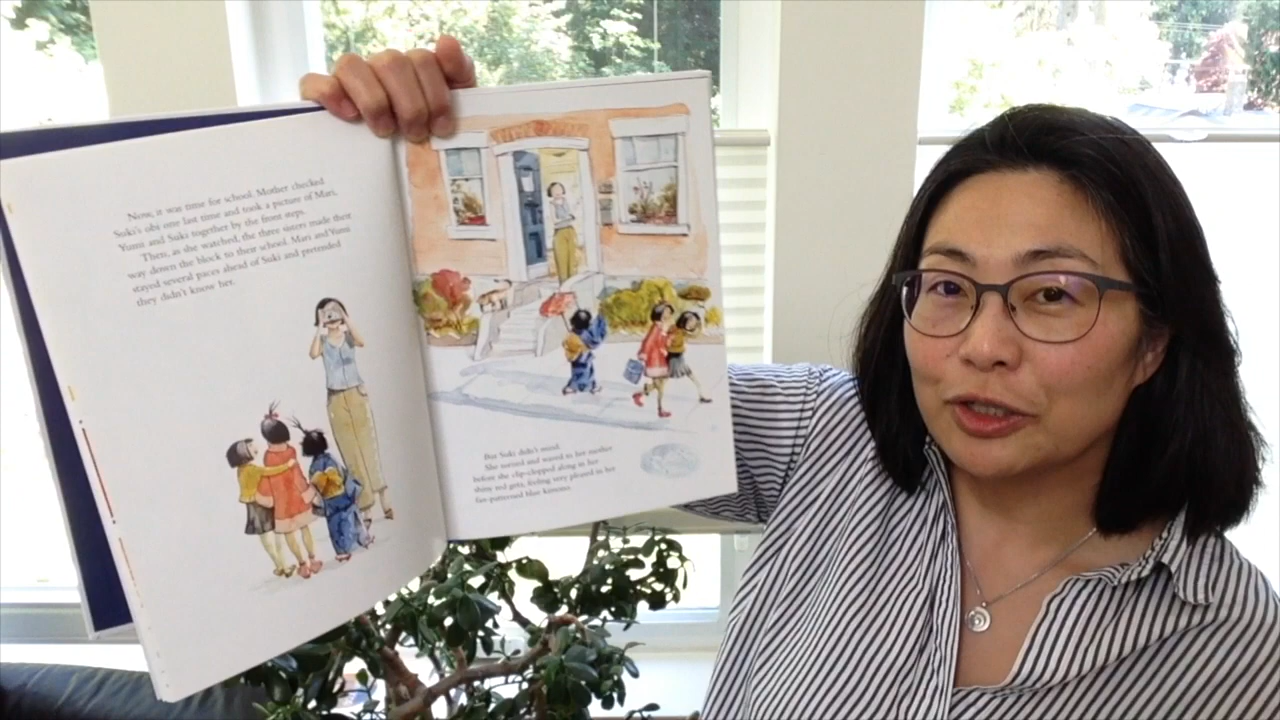 Now, it was time for school. Mother checked
Suki's obi one last time and took a picture of Mari,
Yumi and Suki together by the front steps.
Then, as she watched, the three sisters made their
way down the block to their school. Mari and Yumi
stayed several paces ahead of Suki and pretended
they didn't know her.
But Suki didn't mind.
She turned and waved to her mother
before she clip-clopped along in her
shiny red geta, feeling very pleased in her
fan-patterned blue kimono.